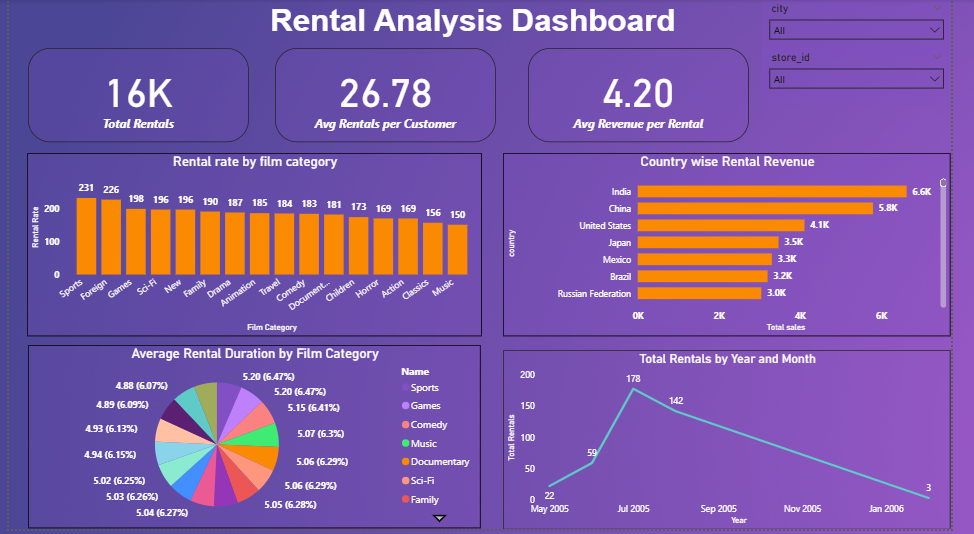 Rental Analysis Dashboard
city
All
store_id
All
16K
Total Rentals
26.78
Avg Rentals per Customer
4.20
Avg Revenue per Rental
Rental rate by film category
Rental Rate
200
100
0
231
226
198
196
196
190
187
185
184
183
181
173
169
169
156
150
Sports
Foreign
Games
Sci-Fi
New
Family
Drama
Animation
Travel
Comedy
Document...
Children
Horror
Action
Classics
Music
Film Category
Country wise Rental Revenue
country
India 6.6K
China 5.8K
United States 4.1K
Japan 3.5K
Mexico 3.3K
Brazil 3.2K
Russian Federation 3.0K
0K 2K 4K 6K
Total sales
Average Rental Duration by Film Category
5.20 (6.47%)
5.20 (6.47%)
5.15 (6.41%)
5.07 (6.3%)
5.06 (6.29%)
5.06 (6.29%)
5.05 (6.28%)
5.04 (6.27%)
5.03 (6.26%)
5.02 (6.25%)
4.94 (6.15%)
4.93 (6.13%)
4.89 (6.09%)
4.88 (6.07%)
Name
Sports
Games
Comedy
Music
Documentary
Sci-Fi
Family
Total Rentals by Year and Month
Total Rentals
200
150
100
50
0
22
59
178
142
3
May 2005 Jul 2005 Sep 2005 Nov 2005 Jan 2006
Year